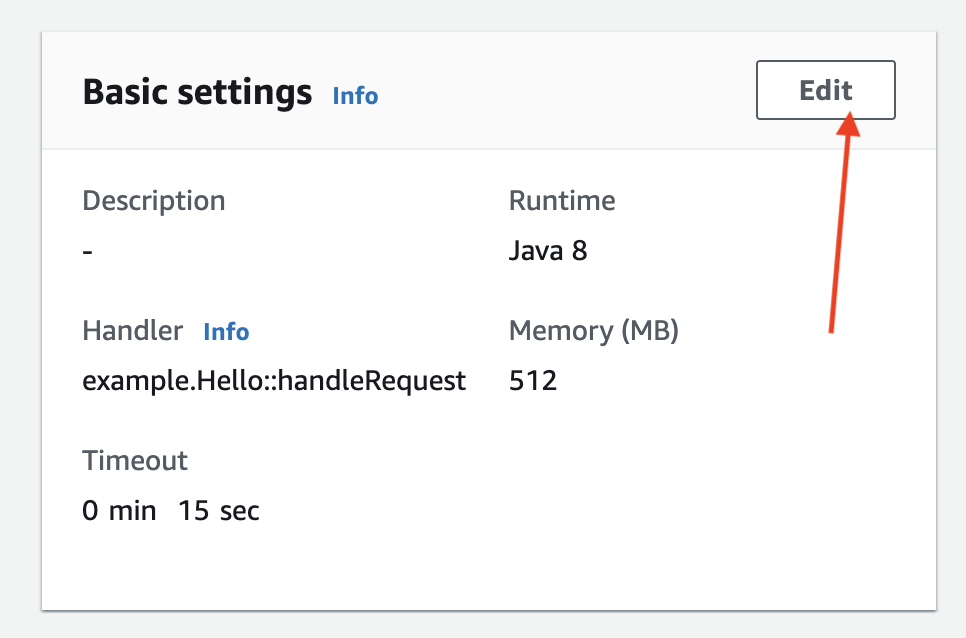 Basic settings Info
Edit
Description
-
Runtime
Java 8
Handler Info
example.Hello::handleRequest
Memory (MB)
512
Timeout
0 min 15 sec